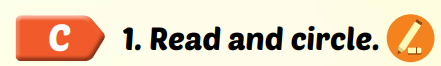 C 1. Read and circle.